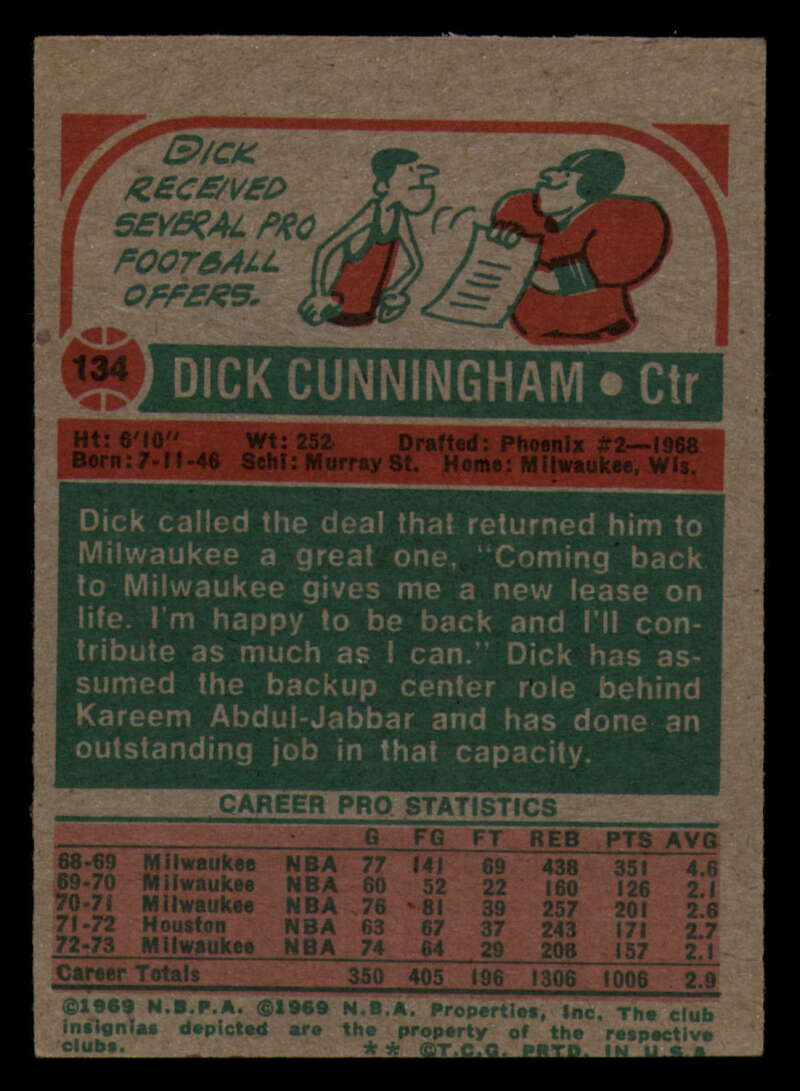 DICK
RECEIVED
SEVERAL PRO
FOOTBALL
OFFERS.
134
DICK CUNNINGHAM • Ctr
Ht: 6'10" Wt: 252 Drafted: Phoenix #2—1968
Born: 7-11-46 Schl: Murray St. Home: Milwaukee, Wis.
Dick called the deal that returned him to
Milwaukee a great one, "Coming back
to Milwaukee gives me a new lease on
life. I'm happy to be back and I'll con-
tribute as much as I can." Dick has as-
sumed the backup center role behind
Kareem Abdul-Jabbar and has done an
outstanding job in that capacity.
CAREER PRO STATISTICS
G FG FT REB PTS AVG
68-69 Milwaukee NBA 77 141 69 438 351 4.6
69-70 Milwaukee NBA 60 52 22 160 126 2.1
70-71 Milwaukee NBA 76 81 39 257 201 2.6
71-72 Houston NBA 63 67 37 243 171 2.7
72-73 Milwaukee NBA 74 64 29 208 157 2.1
Career Totals 350 405 196 1306 1006 2.9
©1969 N.B.P.A. ©1969 N.B.A. Properties, Inc. The club
insignias depicted are the property of the respective
clubs. ** ©T.C.G. PRTD. IN U.S.A.